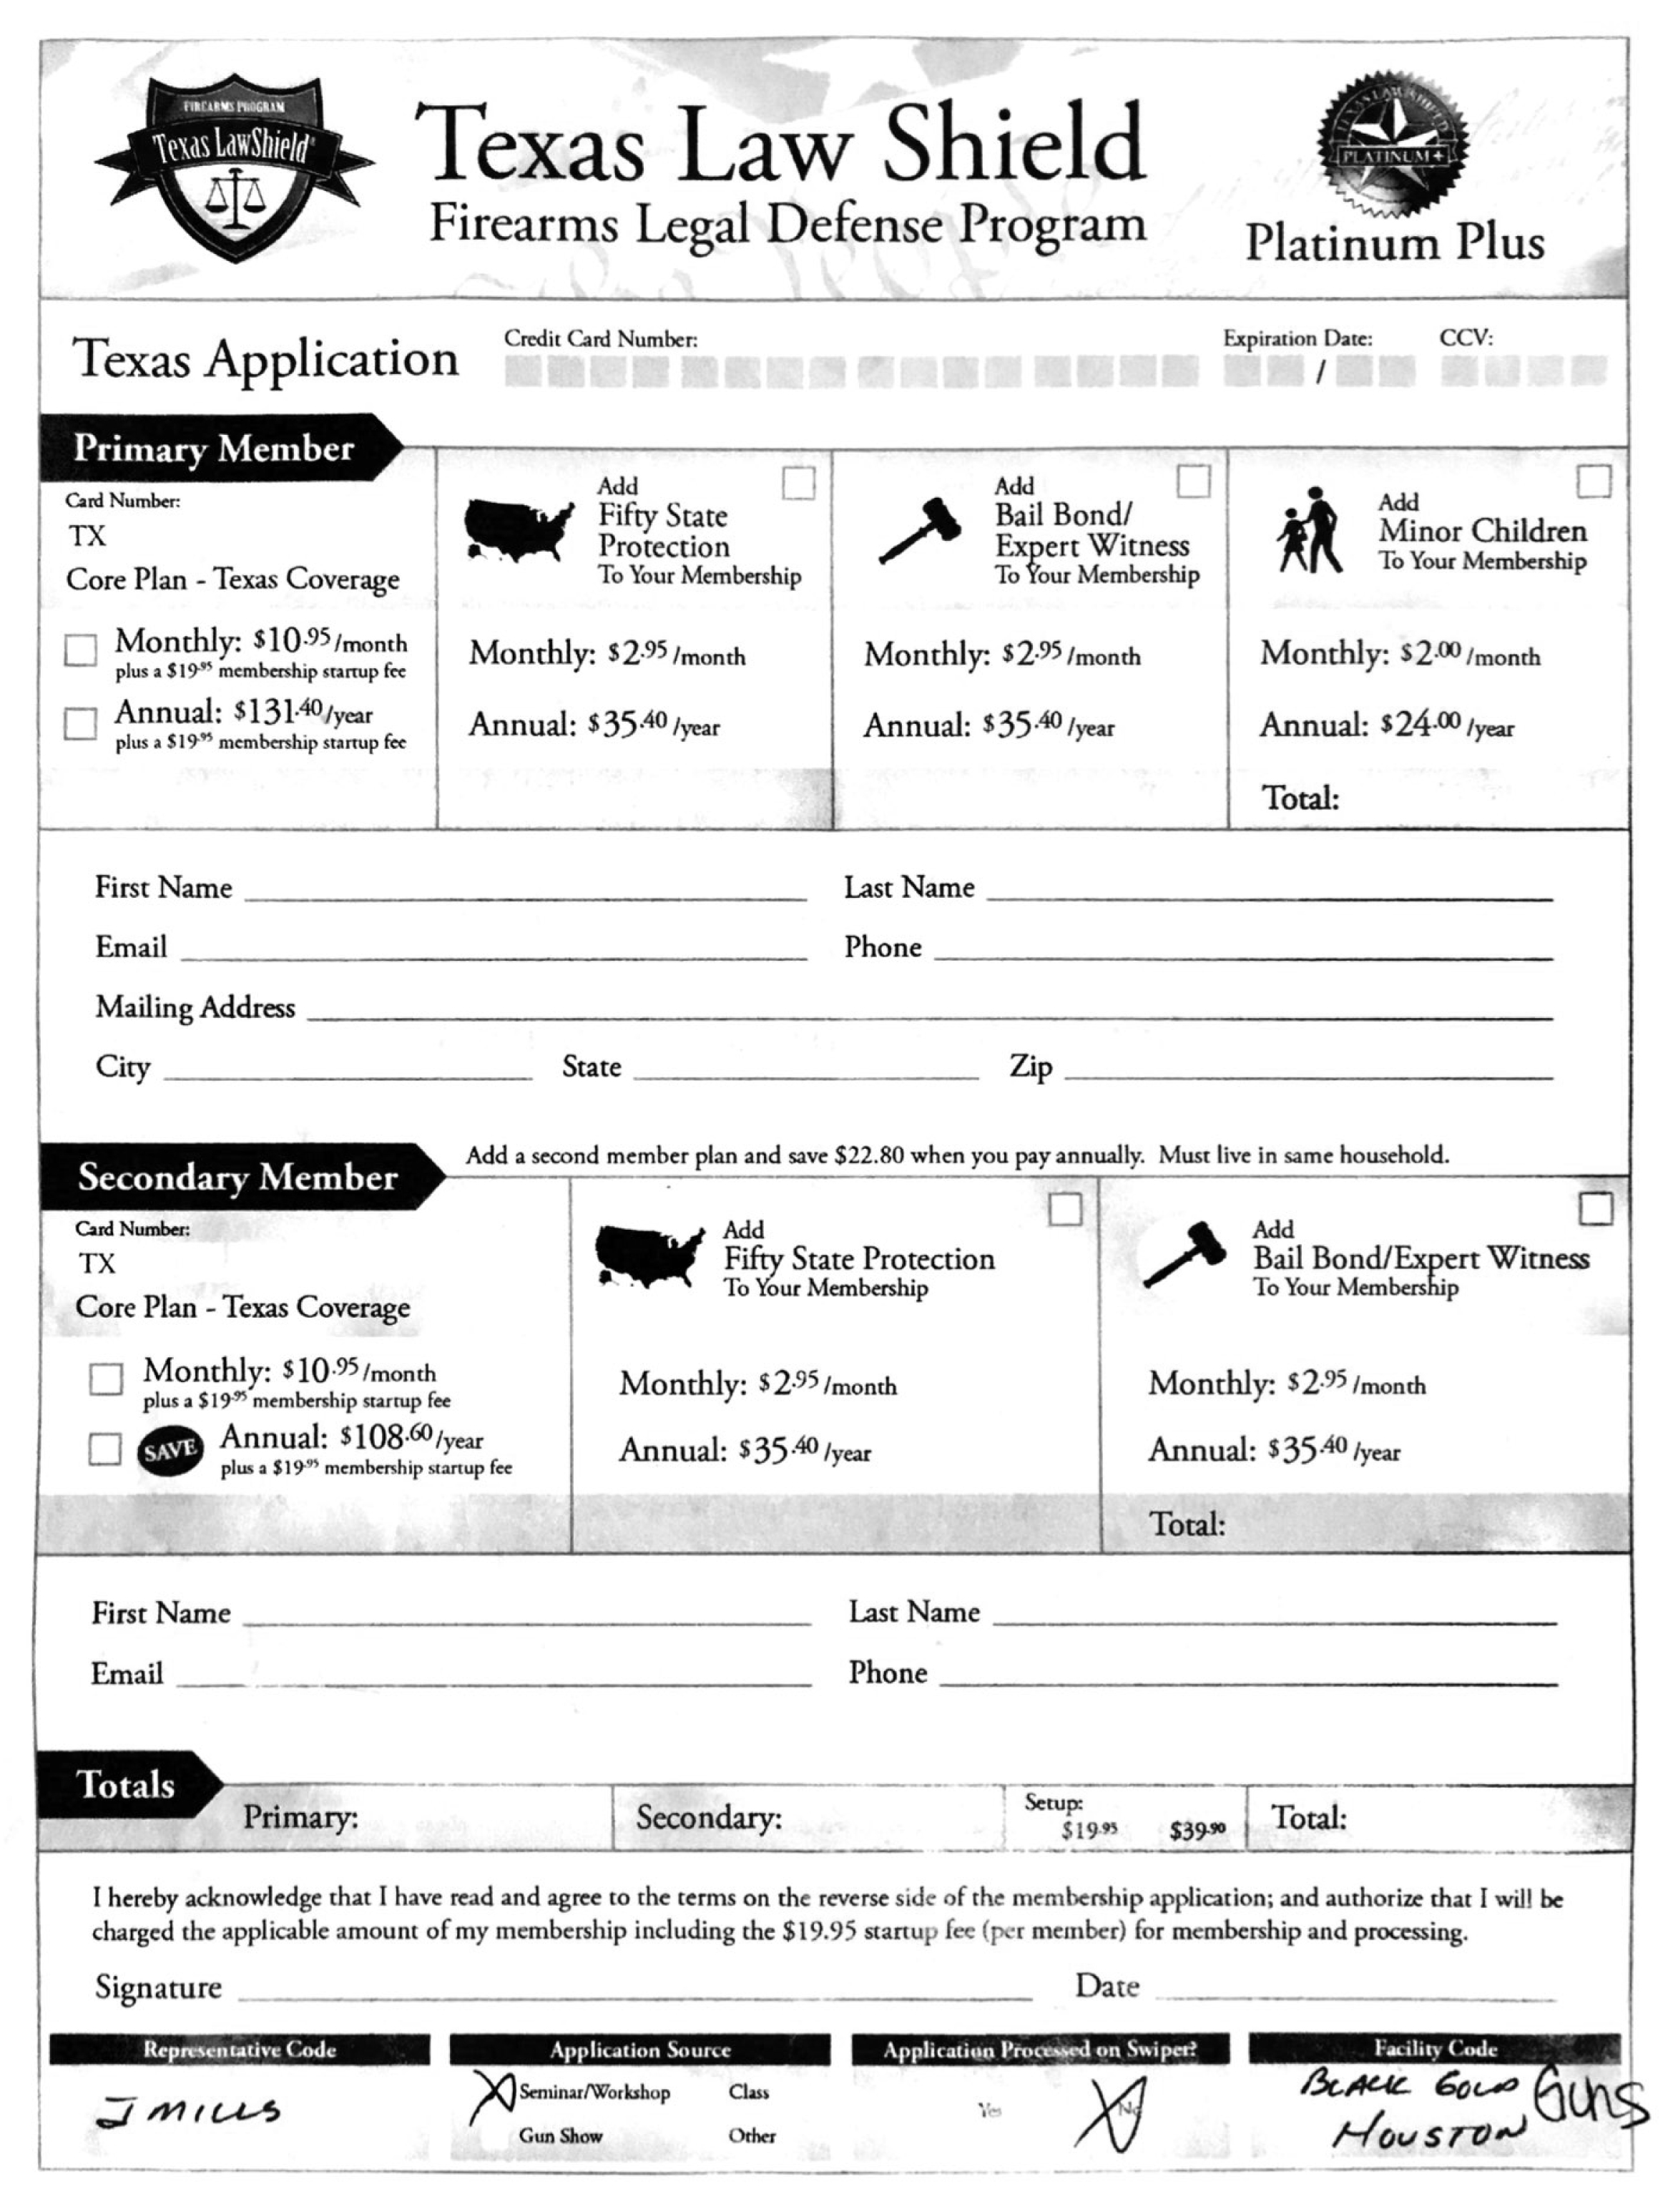 FIREARMS PROGRAM
Texas LawShield®
Texas Law Shield
Firearms Legal Defense Program
PLATINUM+
Platinum Plus
Texas Application
Credit Card Number:
Expiration Date:
CCV:
/
Primary Member
Card Number:
TX
Core Plan - Texas Coverage
Monthly: $10.95/month
plus a $19.95 membership startup fee
Annual: $131.40/year
plus a $19.95 membership startup fee
Add
Fifty State
Protection
To Your Membership
Monthly: $2.95/month
Annual: $35.40/year
Add
Bail Bond/
Expert Witness
To Your Membership
Monthly: $2.95/month
Annual: $35.40/year
Add
Minor Children
To Your Membership
Monthly: $2.00/month
Annual: $24.00/year
Total:
First Name
Last Name
Email
Phone
Mailing Address
City
State
Zip
Secondary Member
Add a second member plan and save $22.80 when you pay annually. Must live in same household.
Card Number:
TX
Core Plan - Texas Coverage
Monthly: $10.95/month
plus a $19.95 membership startup fee
SAVE
Annual: $108.60/year
plus a $19.95 membership startup fee
Add
Fifty State Protection
To Your Membership
Monthly: $2.95/month
Annual: $35.40/year
Add
Bail Bond/Expert Witness
To Your Membership
Monthly: $2.95/month
Annual: $35.40/year
Total:
First Name
Last Name
Email
Phone
Totals
Primary:
Secondary:
Setup:
$19.95
$39.90
Total:
I hereby acknowledge that I have read and agree to the terms on the reverse side of the membership application; and authorize that I will be
charged the applicable amount of my membership including the $19.95 startup fee (per member) for membership and processing.
Signature
Date
Representative Code
J MILLS
Application Source
X Seminar/Workshop
Class
Gun Show
Other
Application Processed on Swiper?
Yes
X No
Facility Code
BLACK GOLD Guns
HOUSTON